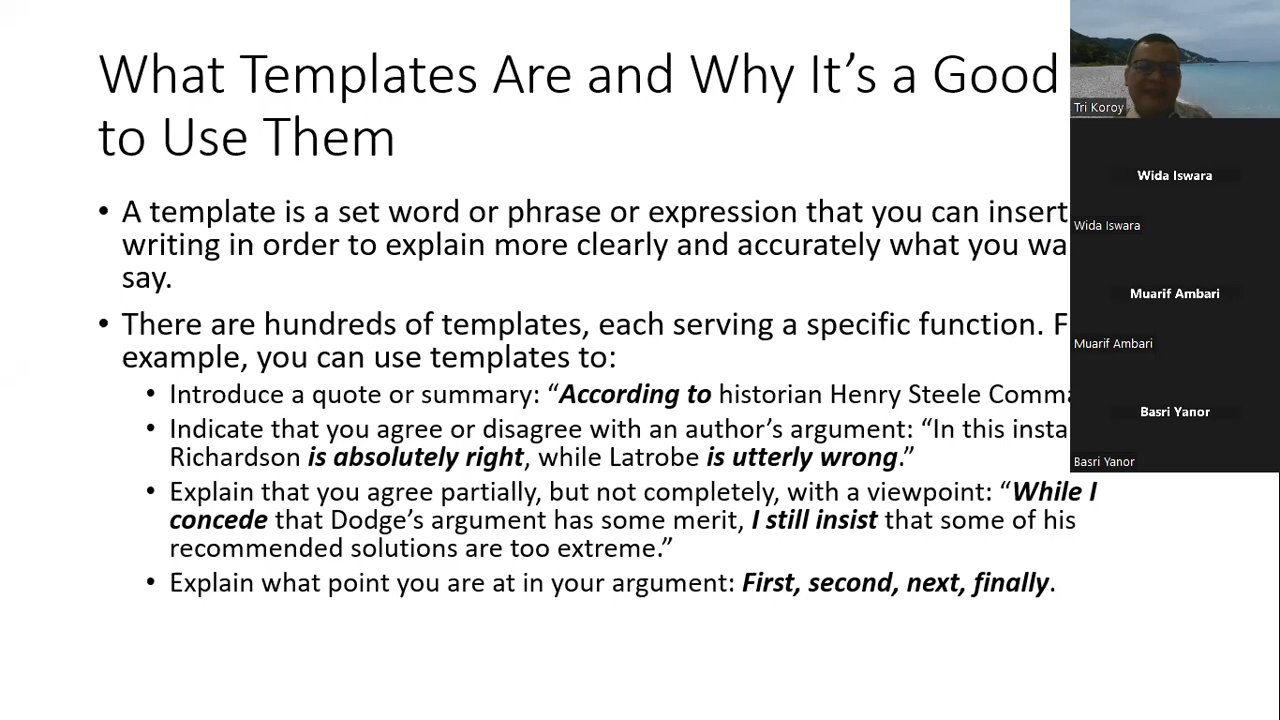 What Templates Are and Why It's a Good
to Use Them
• A template is a set word or phrase or expression that you can insert
writing in order to explain more clearly and accurately what you wa
say.
• There are hundreds of templates, each serving a specific function. F
example, you can use templates to:
• Introduce a quote or summary: “According to historian Henry Steele Comma
• Indicate that you agree or disagree with an author’s argument: “In this insta
Richardson is absolutely right, while Latrobe is utterly wrong.”
• Explain that you agree partially, but not completely, with a viewpoint: “While I
concede that Dodge’s argument has some merit, I still insist that some of his
recommended solutions are too extreme.”
• Explain what point you are at in your argument: First, second, next, finally.
Tri Koroy
Wida Iswara
Wida Iswara
Muarif Ambari
Muarif Ambari
Basri Yanor
Basri Yanor